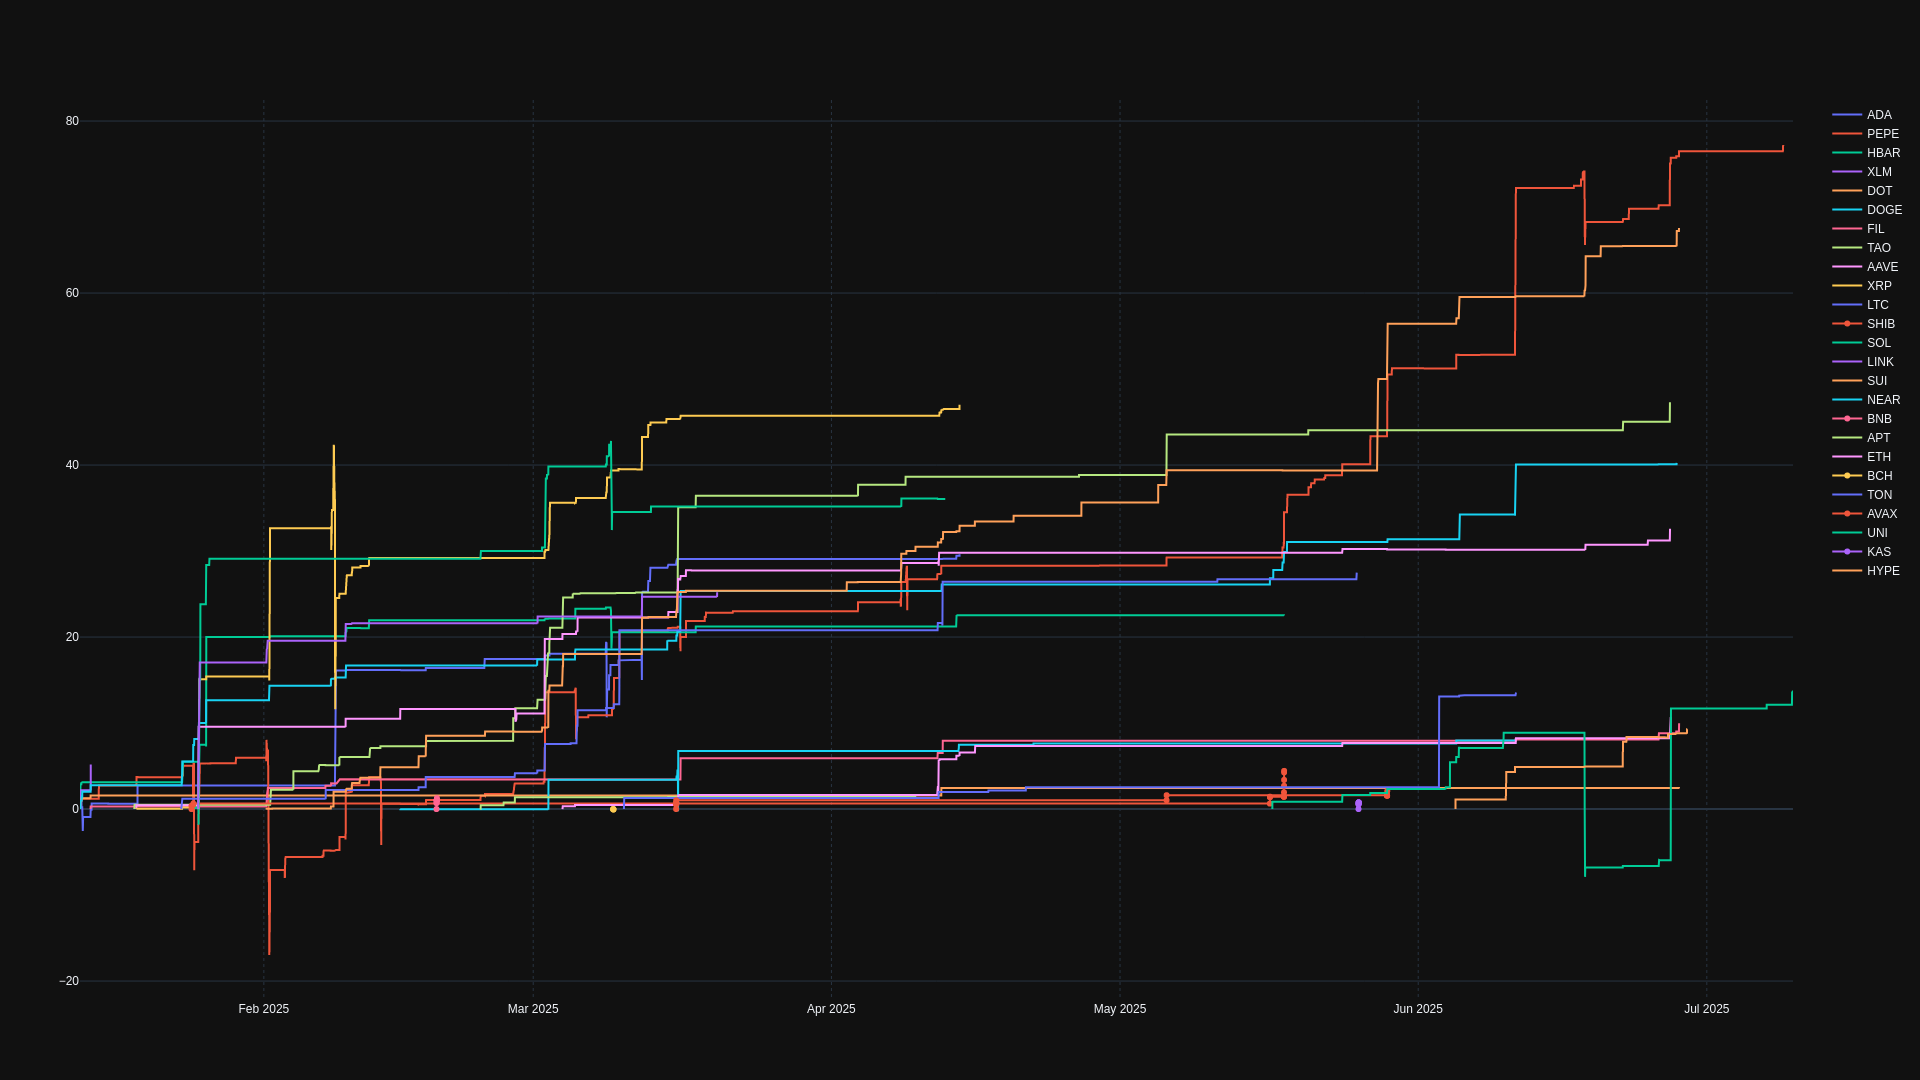 80
60
40
20
0
−20
Feb 2025
Mar 2025
Apr 2025
May 2025
Jun 2025
Jul 2025
ADA
PEPE
HBAR
XLM
DOT
DOGE
FIL
TAO
AAVE
XRP
LTC
SHIB
SOL
LINK
SUI
NEAR
BNB
APT
ETH
BCH
TON
AVAX
UNI
KAS
HYPE